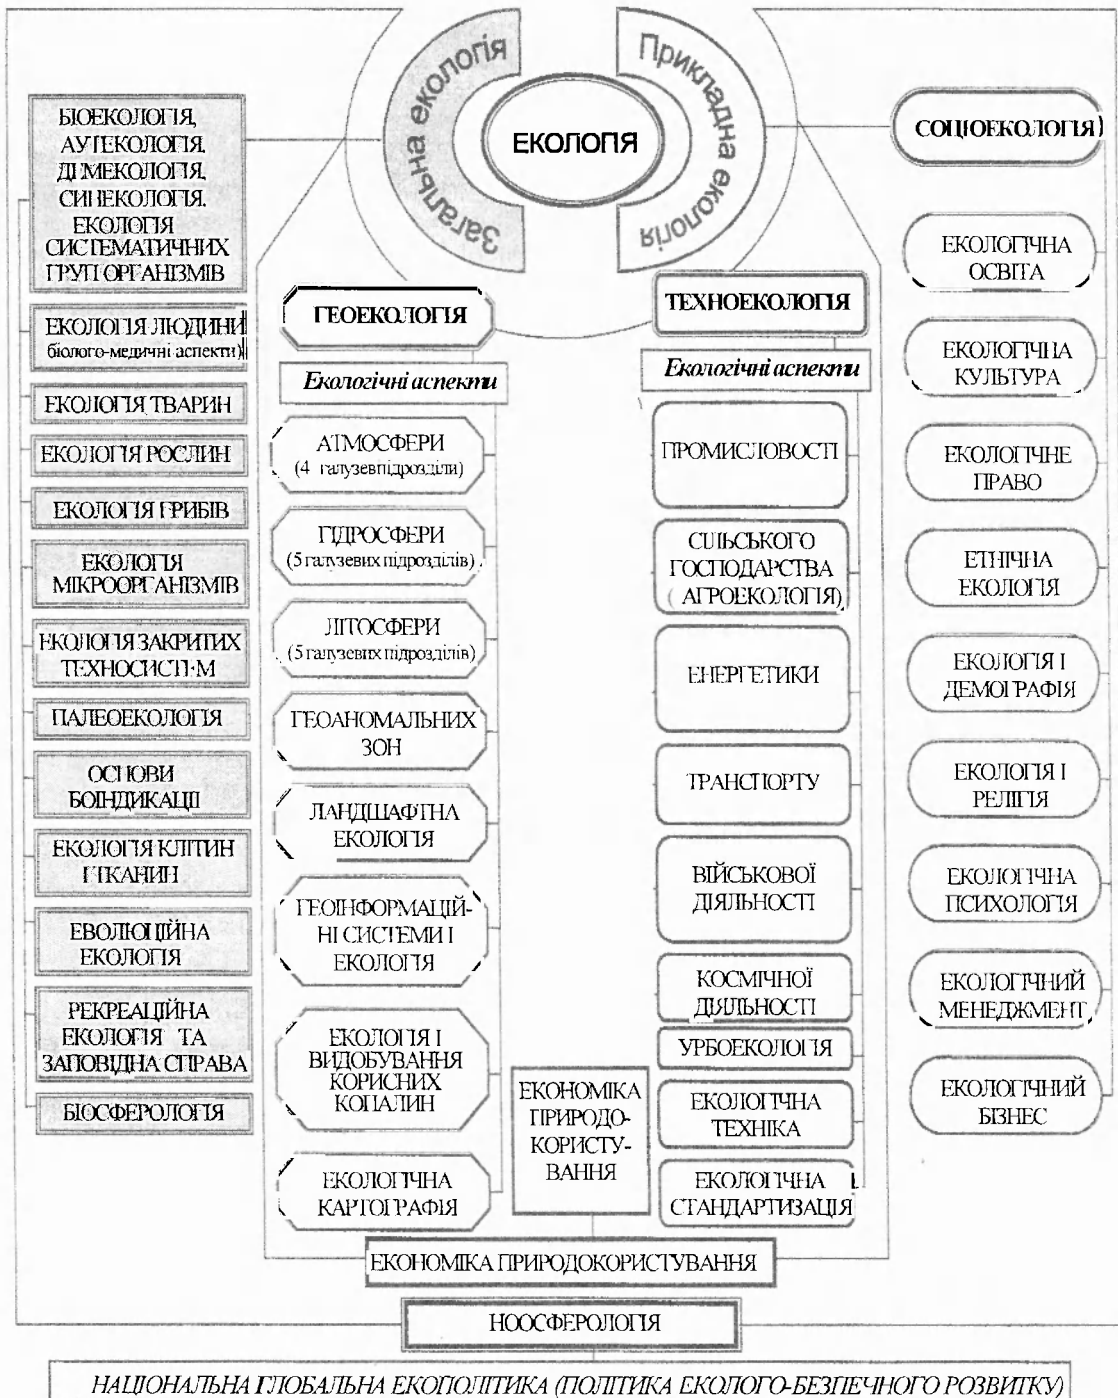 Загальна екологія
Прикладна екологія
ЕКОЛОГІЯ
БІОЕКОЛОГІЯ,
АУТЕКОЛОГІЯ,
ДЕМЕКОЛОГІЯ,
СИНЕКОЛОГІЯ,
ЕКОЛОГІЯ
СИСТЕМАТИЧНИХ
ГРУП ОРГАНІЗМІВ
ЕКОЛОГІЯ ЛЮДИНИ
біолого-медичні аспекти)
ЕКОЛОГІЯ ТВАРИН
ЕКОЛОГІЯ РОСЛИН
ЕКОЛОГІЯ ГРИБІВ
ЕКОЛОГІЯ
МІКРООРГАНІЗМІВ
ЕКОЛОГІЯ ЗАКРИТИХ
ТЕХНОСИСТЕМ
ПАЛЕОЕКОЛОГІЯ
ОСНОВИ
БОІНДИКАЦІЇ
ЕКОЛОГІЯ КЛІТИН
І ТКАНИН
ЕВОЛЮЦІЙНА
ЕКОЛОГІЯ
РЕКРЕАЦІЙНА
ЕКОЛОГІЯ ТА
ЗАПОВІДНА СПРАВА
БІОСФЕРОЛОГІЯ
ГЕОЕКОЛОГІЯ
Екологічні аспекти
АТМОСФЕРИ
(4 галузевпідрозділи)
ГІДРОСФЕРИ
(5 галузевих підрозділів)
ЛІТОСФЕРИ
(5 галузевих підрозділів)
ГЕОАНОМАЛЬНИХ
ЗОН
ЛАНДШАФТНА
ЕКОЛОГІЯ
ГЕОІНФОРМАЦІЙ-
НІ СИСТЕМИ І
ЕКОЛОГІЯ
ЕКОЛОГІЯ І
ВИДОБУВАННЯ
КОРИСНИХ
КОПАЛИН
ЕКОЛОГІЧНА
КАРТОГРАФІЯ
ЕКОНОМІКА
ПРИРОДО-
КОРИСТУ-
ВАННЯ
ТЕХНОЕКОЛОГІЯ
Екологічні аспекти
ПРОМИСЛОВОСТІ
СІЛЬСЬКОГО
ГОСПОДАРСТВА
( АГРОЕКОЛОГІЯ)
ЕНЕРГЕТИКИ
ТРАНСПОРТУ
ВІЙСЬКОВОЇ
ДІЯЛЬНОСТІ
КОСМІЧНОЇ
ДІЯЛЬНОСТІ
УРБОЕКОЛОГІЯ
ЕКОЛОГІЧНА
ТЕХНІКА
ЕКОЛОГІЧНА
СТАНДАРТИЗАЦІЯ
СОЦІОЕКОЛОГІЯ
ЕКОЛОГІЧНА
ОСВІТА
ЕКОЛОГІЧНА
КУЛЬТУРА
ЕКОЛОГІЧНЕ
ПРАВО
ЕТНІЧНА
ЕКОЛОГІЯ
ЕКОЛОГІЯ І
ДЕМОГРАФІЯ
ЕКОЛОГІЯ І
РЕЛІГІЯ
ЕКОЛОГІЧНА
ПСИХОЛОГІЯ
ЕКОЛОГІЧНИЙ
МЕНЕДЖМЕНТ
ЕКОЛОГІЧНИЙ
БІЗНЕС
ЕКОНОМІКА ПРИРОДОКОРИСТУВАННЯ
НООСФЕРОЛОГІЯ
НАЦІОНАЛЬНА ГЛОБАЛЬНА ЕКОПОЛІТИКА (ПОЛІТИКА ЕКОЛОГО-БЕЗПЕЧНОГО РОЗВИТКУ)